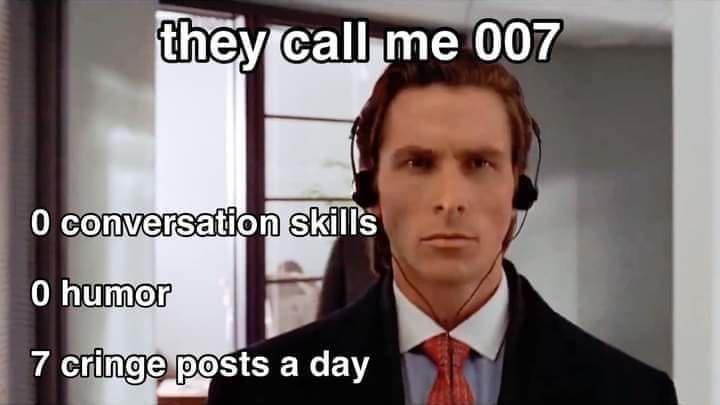 they call me 007
0 conversation skills
0 humor
7 cringe posts a day